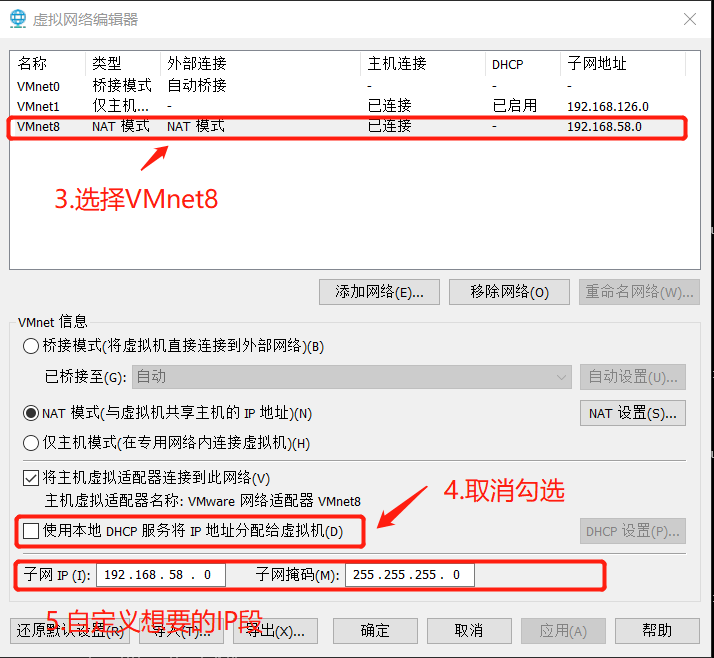 虚拟网络编辑器
名称 类型 外部连接 主机连接 DHCP 子网地址
VMnet0 桥接模式 自动桥接 - - -
VMnet1 仅主机... - 已连接 已启用 192.168.126.0
VMnet8 NAT 模式 NAT 模式 已连接 - 192.168.58.0
3.选择VMnet8
添加网络(E)... 移除网络(O) 重命名网络(W)...
VMnet 信息
桥接模式(将虚拟机直接连接到外部网络)(B)
已桥接至(G): 自动 自动设置(U)...
NAT 模式(与虚拟机共享主机的 IP 地址)(N) NAT 设置(S)...
仅主机模式(在专用网络内连接虚拟机)(H)
将主机虚拟适配器连接到此网络(V)
主机虚拟适配器名称: VMware 网络适配器 VMnet8
4.取消勾选
使用本地 DHCP 服务将 IP 地址分配给虚拟机(D) DHCP 设置(P)...
子网 IP (I): 192.168.58.0 子网掩码(M): 255.255.255.0
5.自定义想要的IP段
还原默认设置(R) 导入(T)... 导出(X)... 确定 取消 应用(A) 帮助